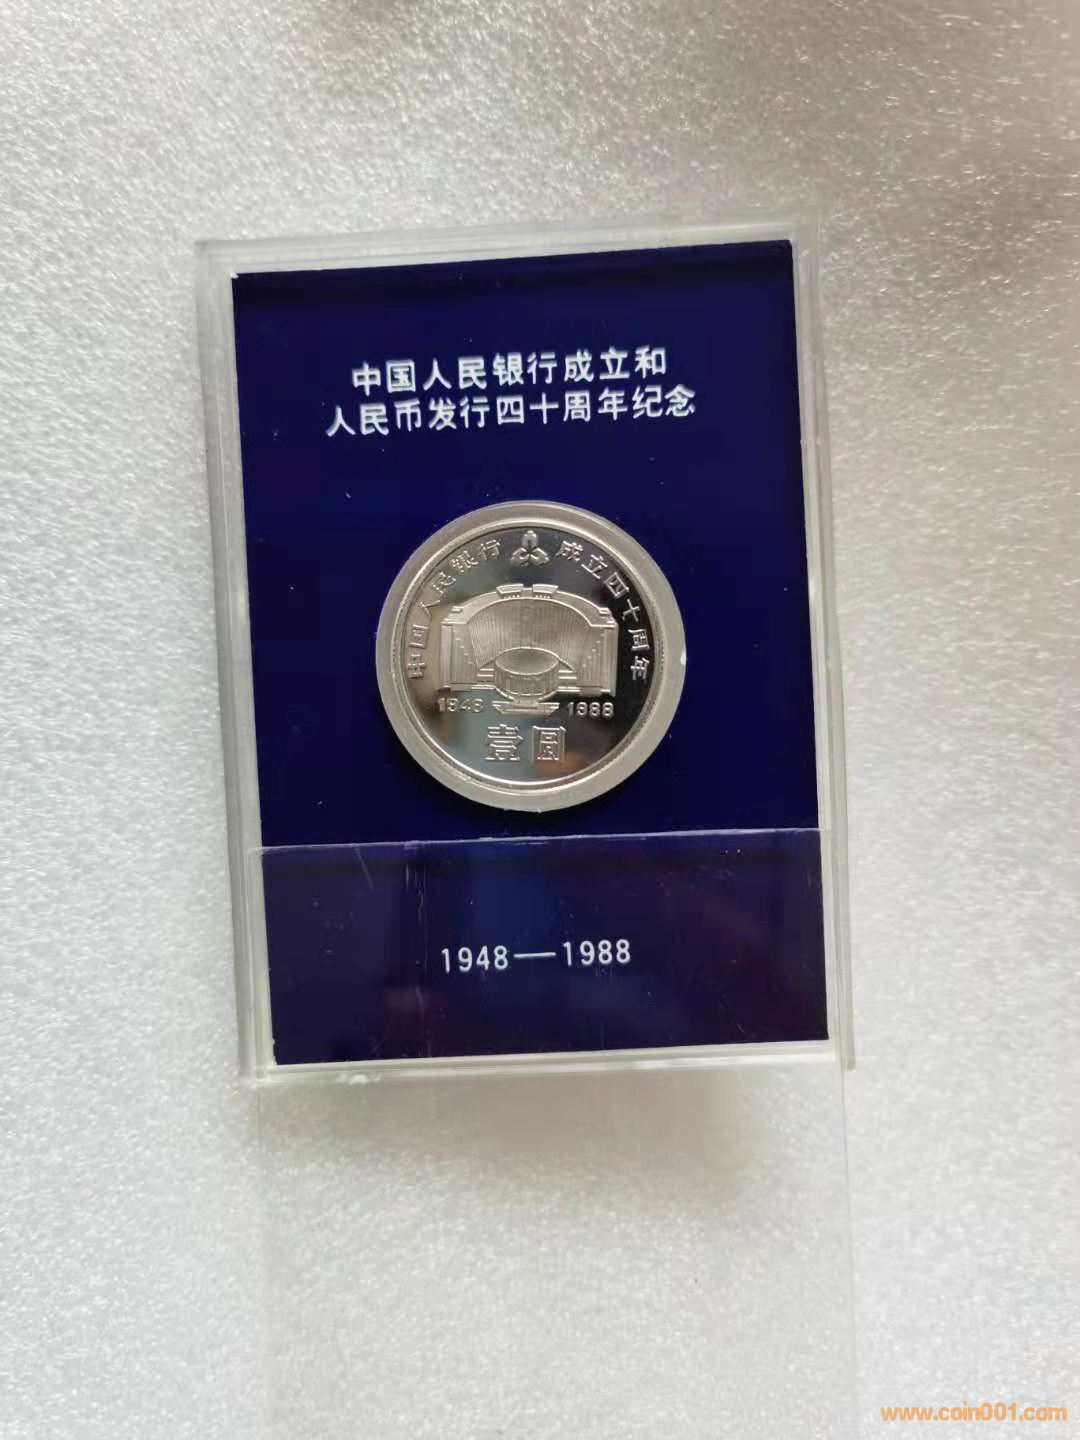 中国人民银行成立和
人民币发行四十周年纪念
中国人民银行 成立四十周年
1948 1988
壹圆
1948—1988
www.coin001.com